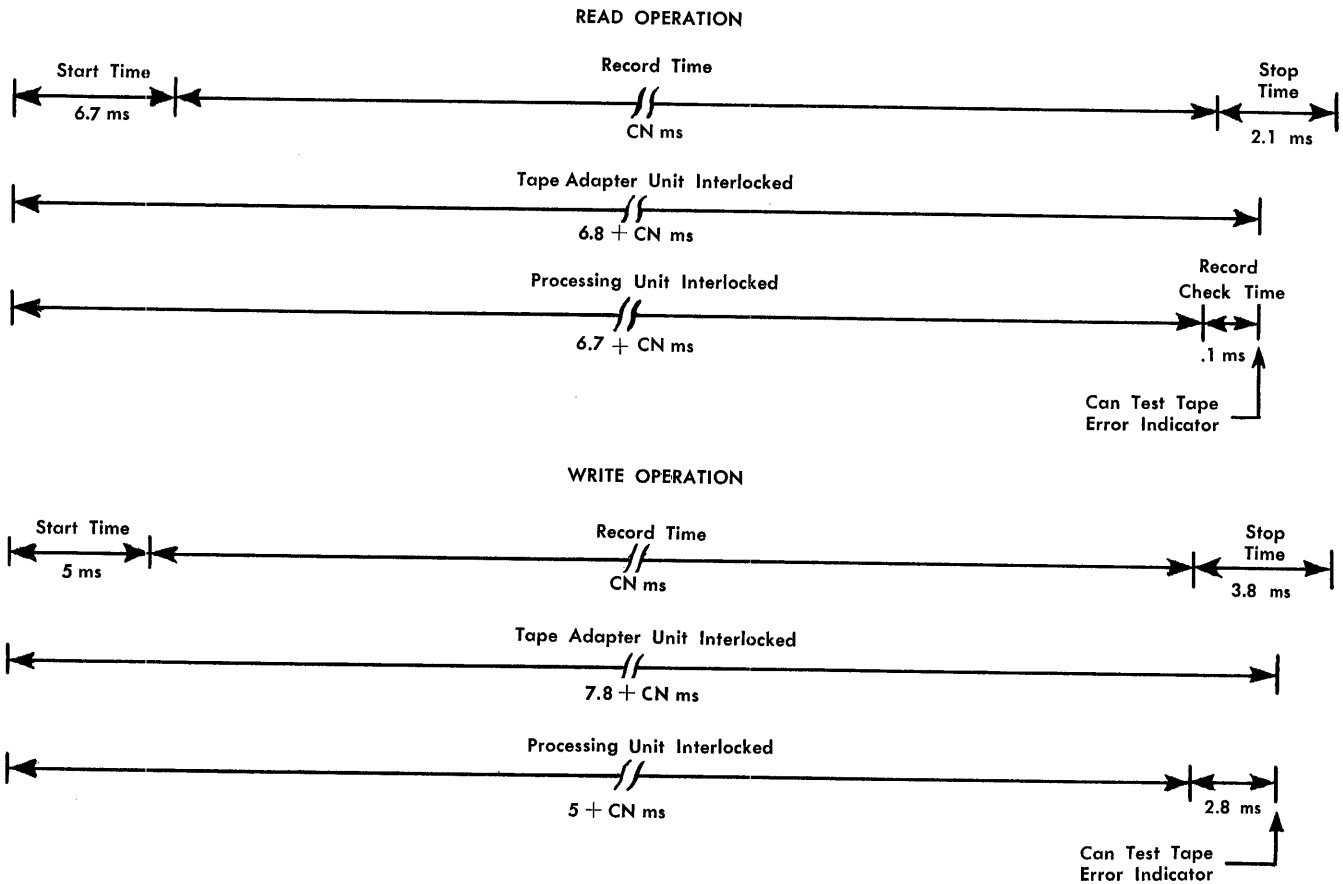 READ OPERATION
Start Time
Record Time
Stop
Time
6.7 ms
CN ms
2.1 ms
Tape Adapter Unit Interlocked
6.8 + CN ms
Processing Unit Interlocked
Record
Check Time
6.7 + CN ms
.1 ms
Can Test Tape
Error Indicator
WRITE OPERATION
Start Time
Record Time
Stop
Time
5 ms
CN ms
3.8 ms
Tape Adapter Unit Interlocked
7.8 + CN ms
Processing Unit Interlocked
5 + CN ms
2.8 ms
Can Test Tape
Error Indicator